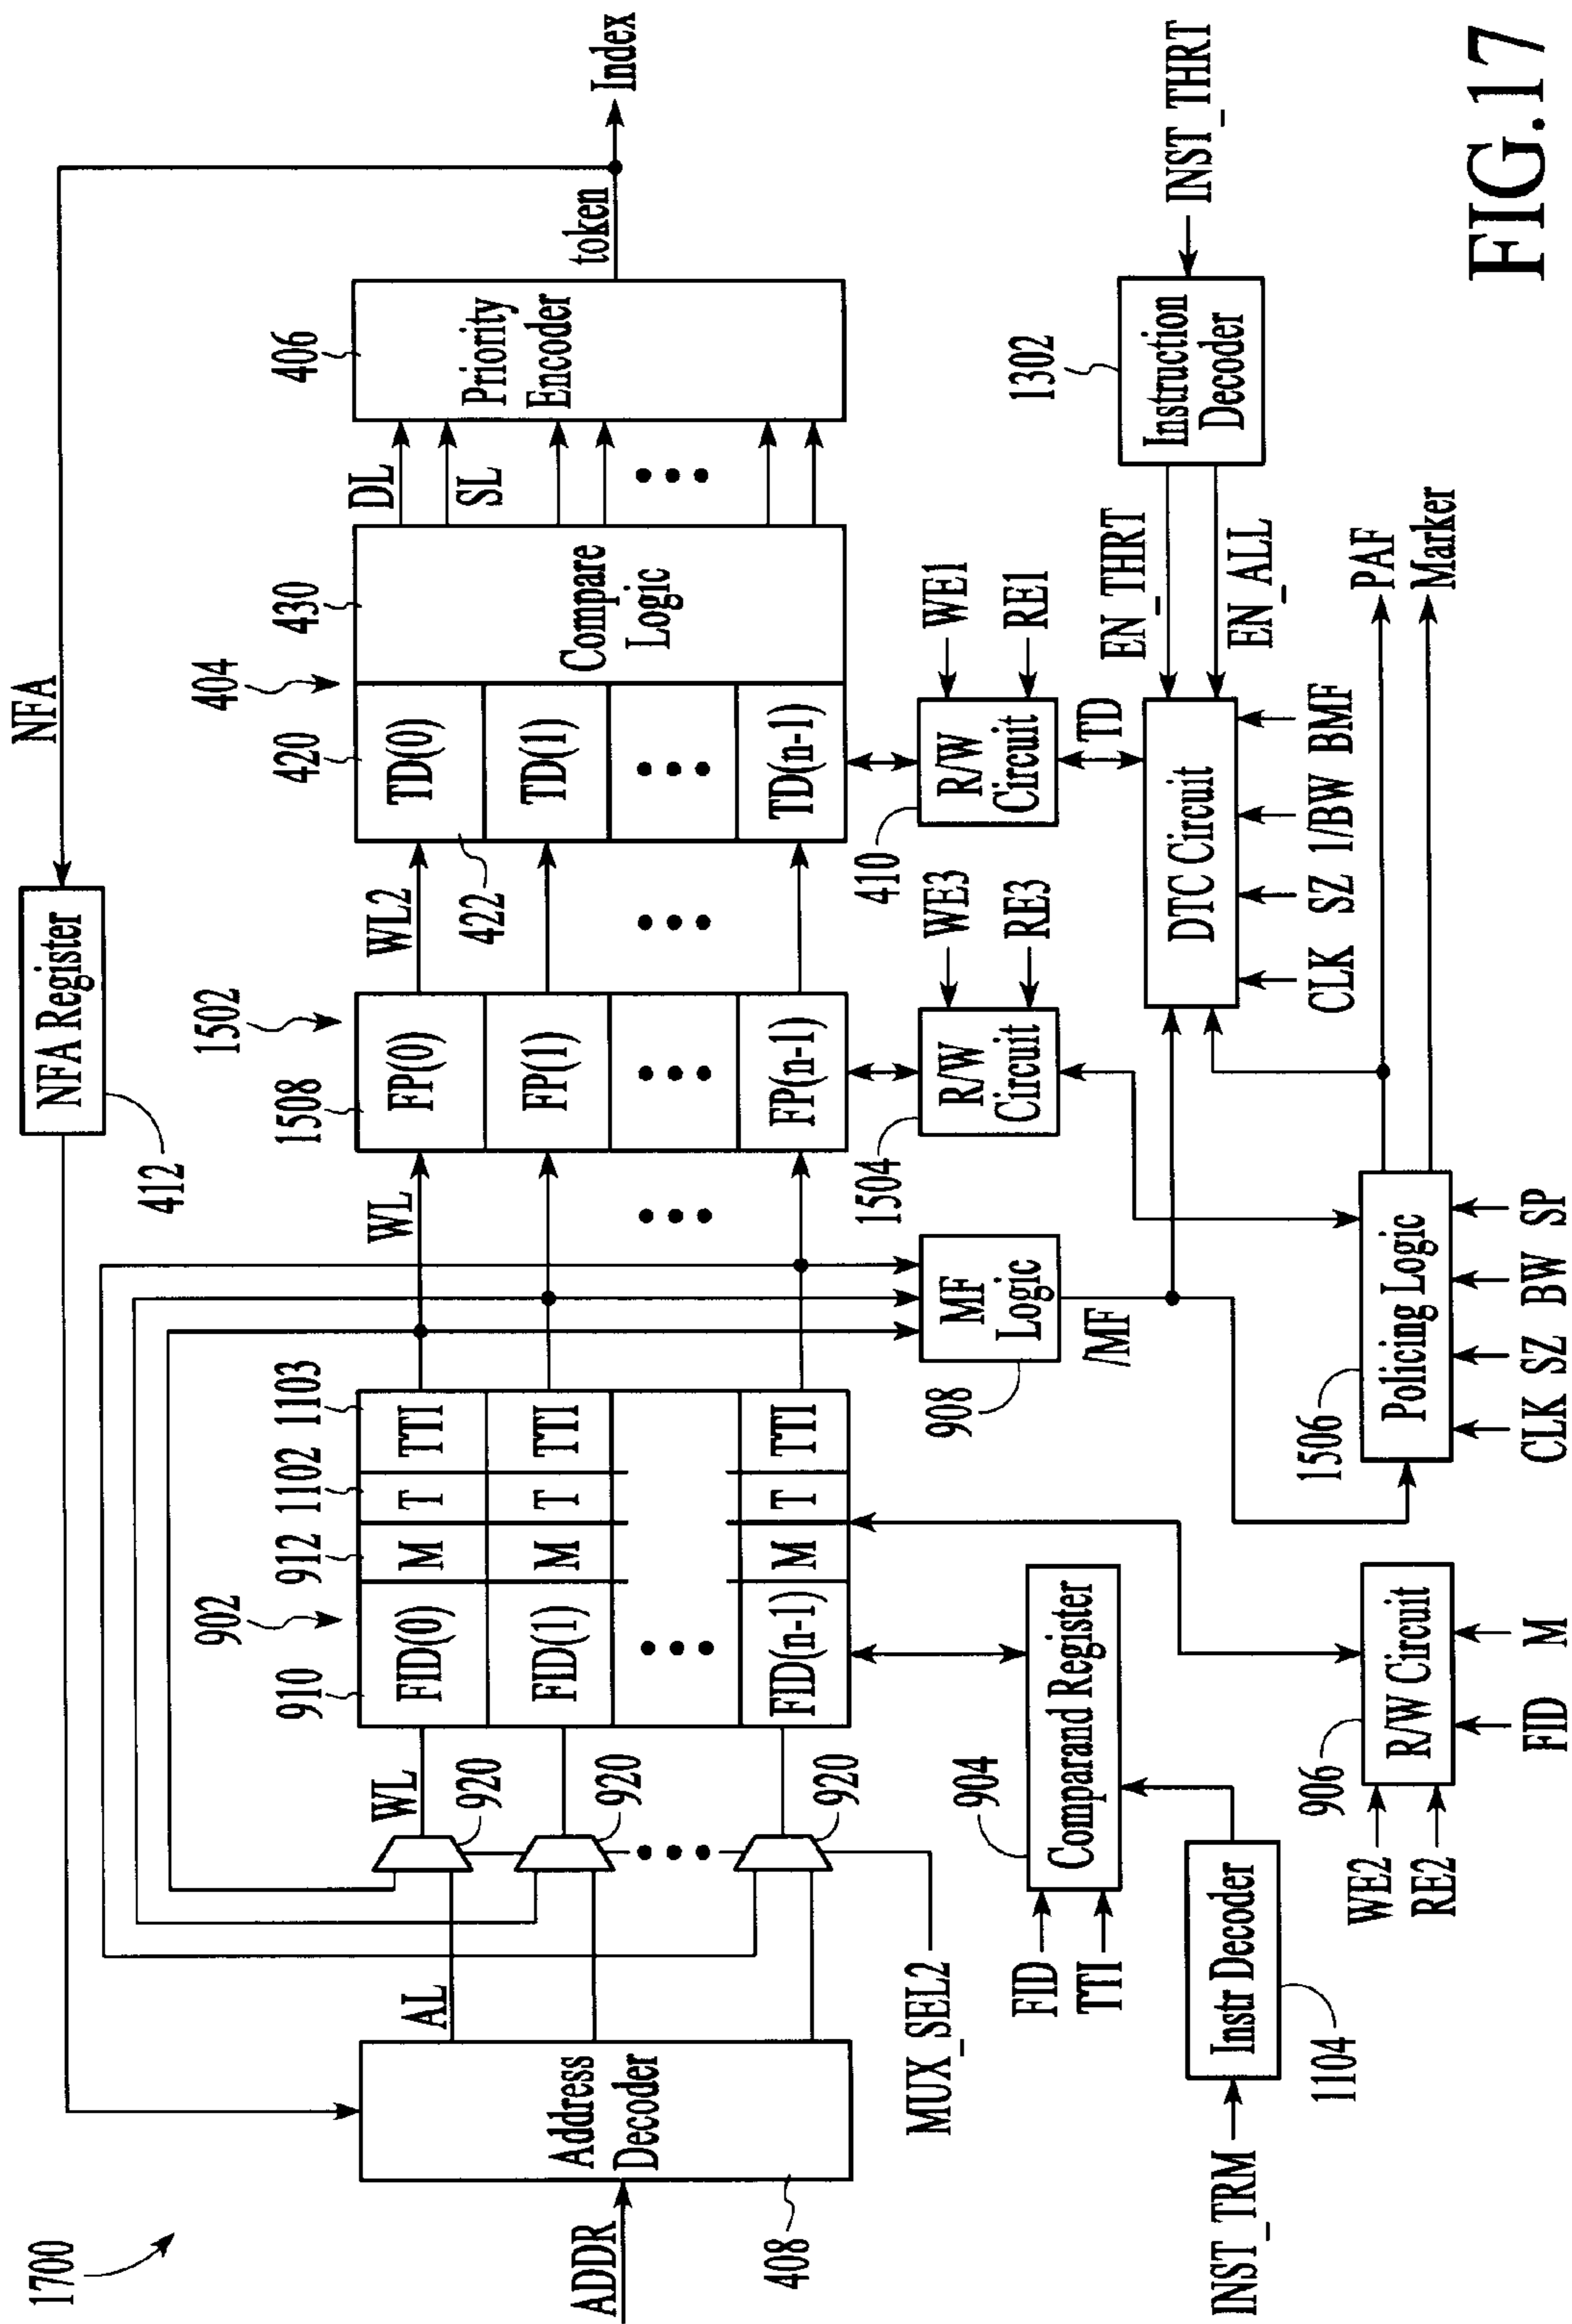 1700
ADDR
Address
Decoder
408
AL
NFA
NFA Register
412
WL
920
920
920
MUX_SEL2
910
902
912
1102
1103
FID(0)
M
T
TTI
FID(1)
M
T
TTI
FID(n-1)
M
T
TTI
WL
1508
1502
FP(0)
FP(1)
FP(n-1)
WL2
422
420
404
430
TD(0)
TD(1)
TD(n-1)
Compare
Logic
DL
SL
406
Priority
Encoder
token
Index
FID
TTI
904
Comparand Register
INST_TRM
Instr Decoder
1104
WE2
RE2
906
R/W Circuit
FID
M
MF
Logic
908
/MF
1504
R/W
Circuit
WE3
RE3
410
R/W
Circuit
WE1
RE1
TD
1506
Policing Logic
CLK
SZ
BW
SP
DTC Circuit
CLK
SZ
1/BW
BMF
EN_THRT
EN_ALL
1302
Instruction
Decoder
INST_THRT
PAF
Marker
FIG.17